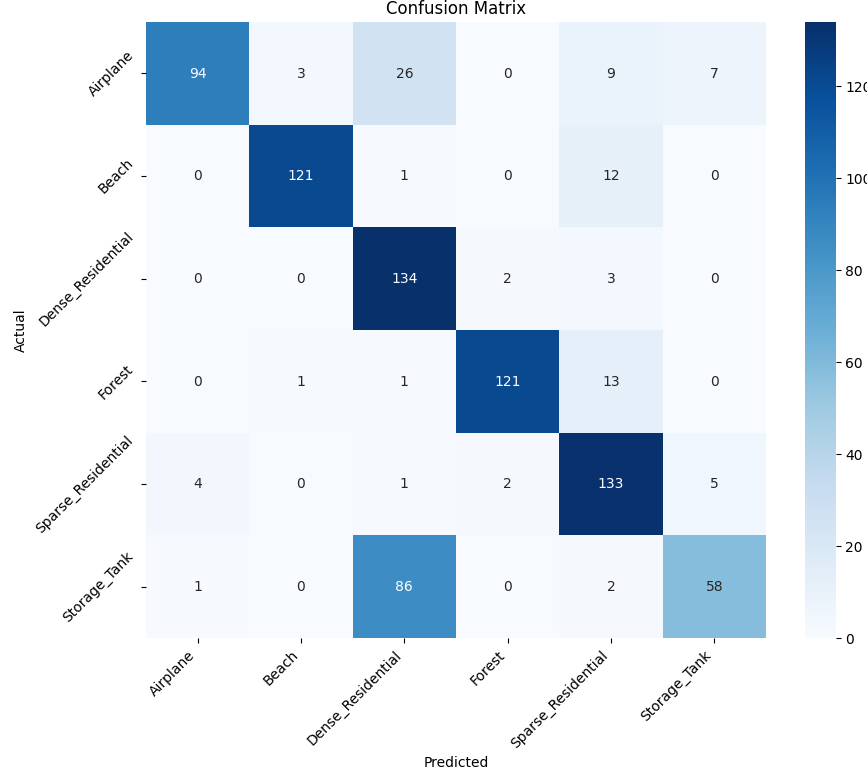 Confusion Matrix
Actual
Airplane 94 3 26 0 9 7
Beach 0 121 1 0 12 0
Dense_Residential 0 0 134 2 3 0
Forest 0 1 1 121 13 0
Sparse_Residential 4 0 1 2 133 5
Storage_Tank 1 0 86 0 2 58
Airplane Beach Dense_Residential Forest Sparse_Residential Storage_Tank
Predicted
120
100
80
60
40
20
0